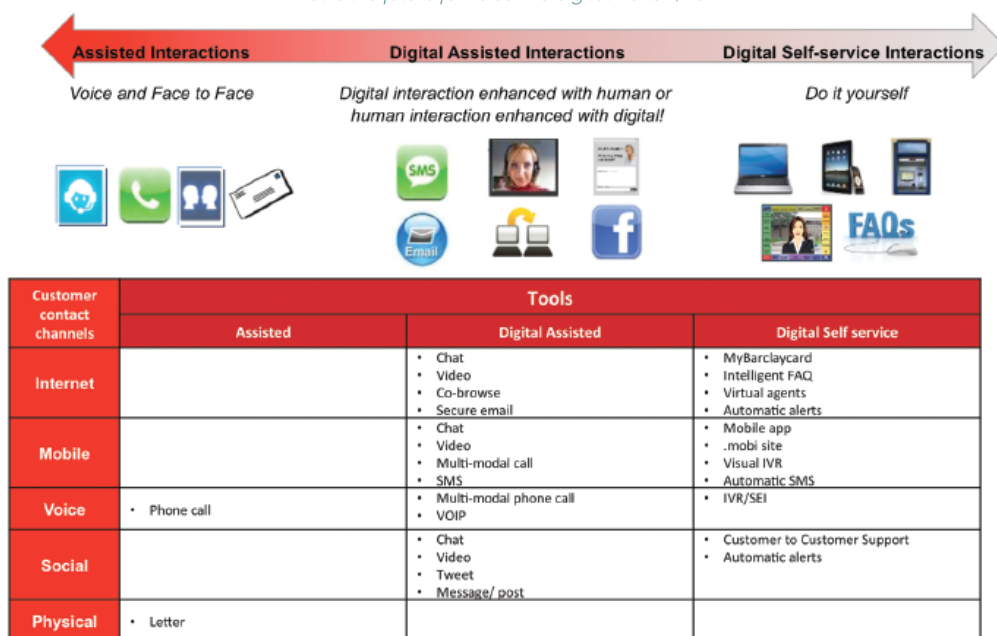 Assisted Interactions
Digital Assisted Interactions
Digital Self-service Interactions
Voice and Face to Face
Digital interaction enhanced with human or
human interaction enhanced with digital!
Do it yourself
SMS
Email
FAQs
Customer
contact
channels
Tools
Assisted
Digital Assisted
Digital Self service
Internet
• Chat
• Video
• Co-browse
• Secure email
• MyBarclaycard
• Intelligent FAQ
• Virtual agents
• Automatic alerts
Mobile
• Chat
• Video
• Multi-modal call
• SMS
• Mobile app
• .mobi site
• Visual IVR
• Automatic SMS
Voice
• Phone call
• Multi-modal phone call
• VOIP
• IVR/SEI
Social
• Chat
• Video
• Tweet
• Message/ post
• Customer to Customer Support
• Automatic alerts
Physical
• Letter